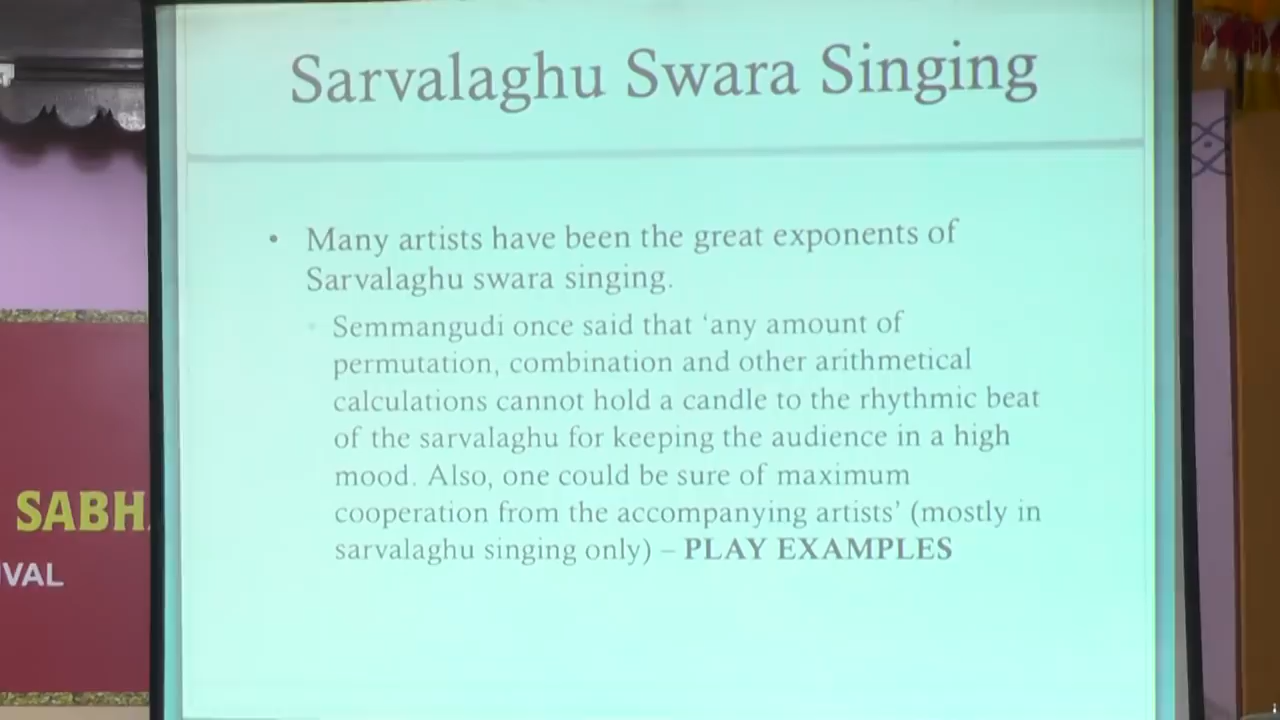 Sarvalaghu Swara Singing
• Many artists have been the great exponents of
Sarvalaghu swara singing.
Semmangudi once said that ‘any amount of
permutation, combination and other arithmetical
calculations cannot hold a candle to the rhythmic beat
of the sarvalaghu for keeping the audience in a high
mood. Also, one could be sure of maximum
cooperation from the accompanying artists’ (mostly in
sarvalaghu singing only) – PLAY EXAMPLES
SABH
VAL